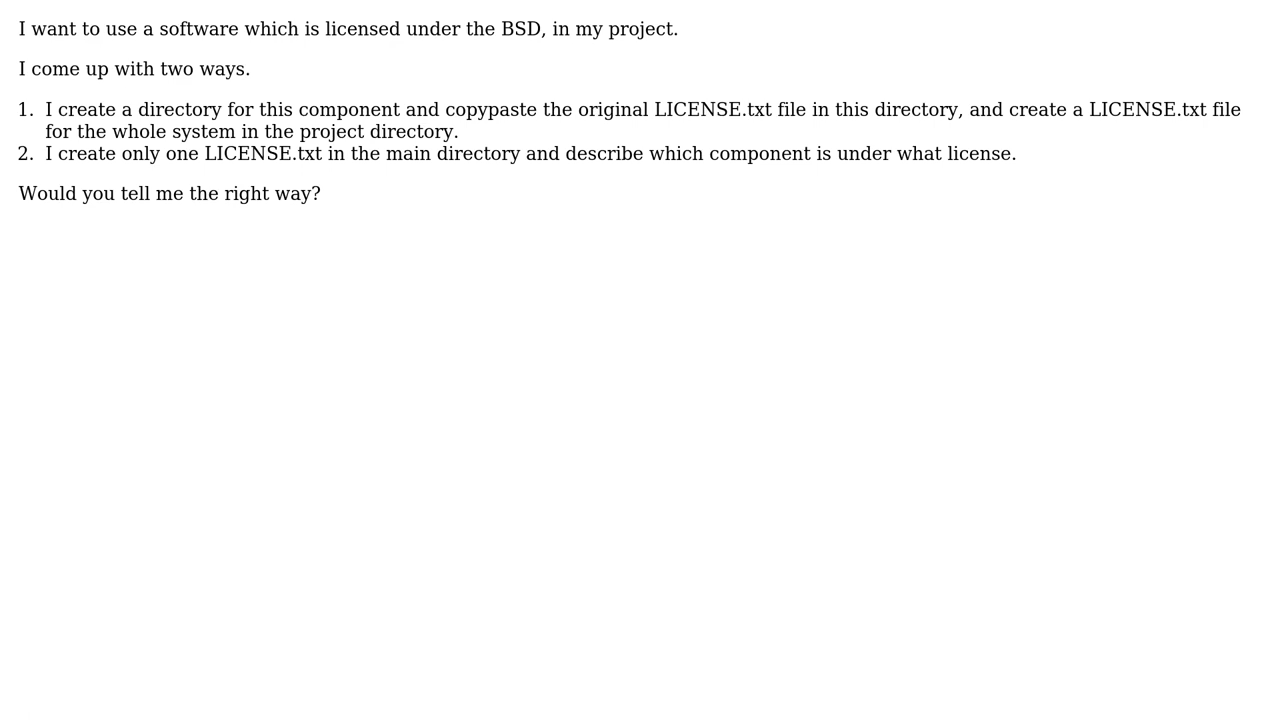 I want to use a software which is licensed under the BSD, in my project.
I come up with two ways.
1. I create a directory for this component and copypaste the original LICENSE.txt file in this directory, and create a LICENSE.txt file
for the whole system in the project directory.
2. I create only one LICENSE.txt in the main directory and describe which component is under what license.
Would you tell me the right way?